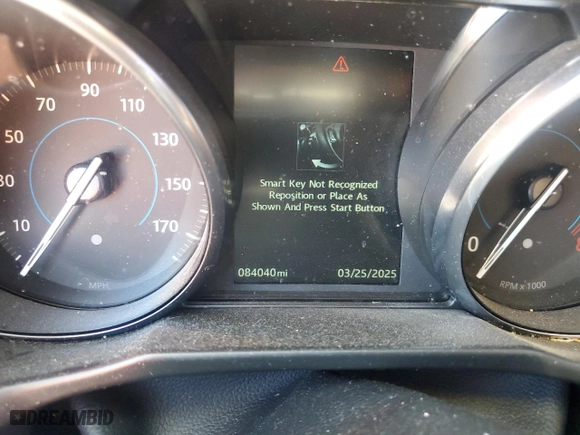 70 90 110
50 130
30 150
10 170
MPH
Smart Key Not Recognized
Reposition or Place As
Shown And Press Start Button
084040mi 03/25/2025
0
RPM x 1000
DREAMBID